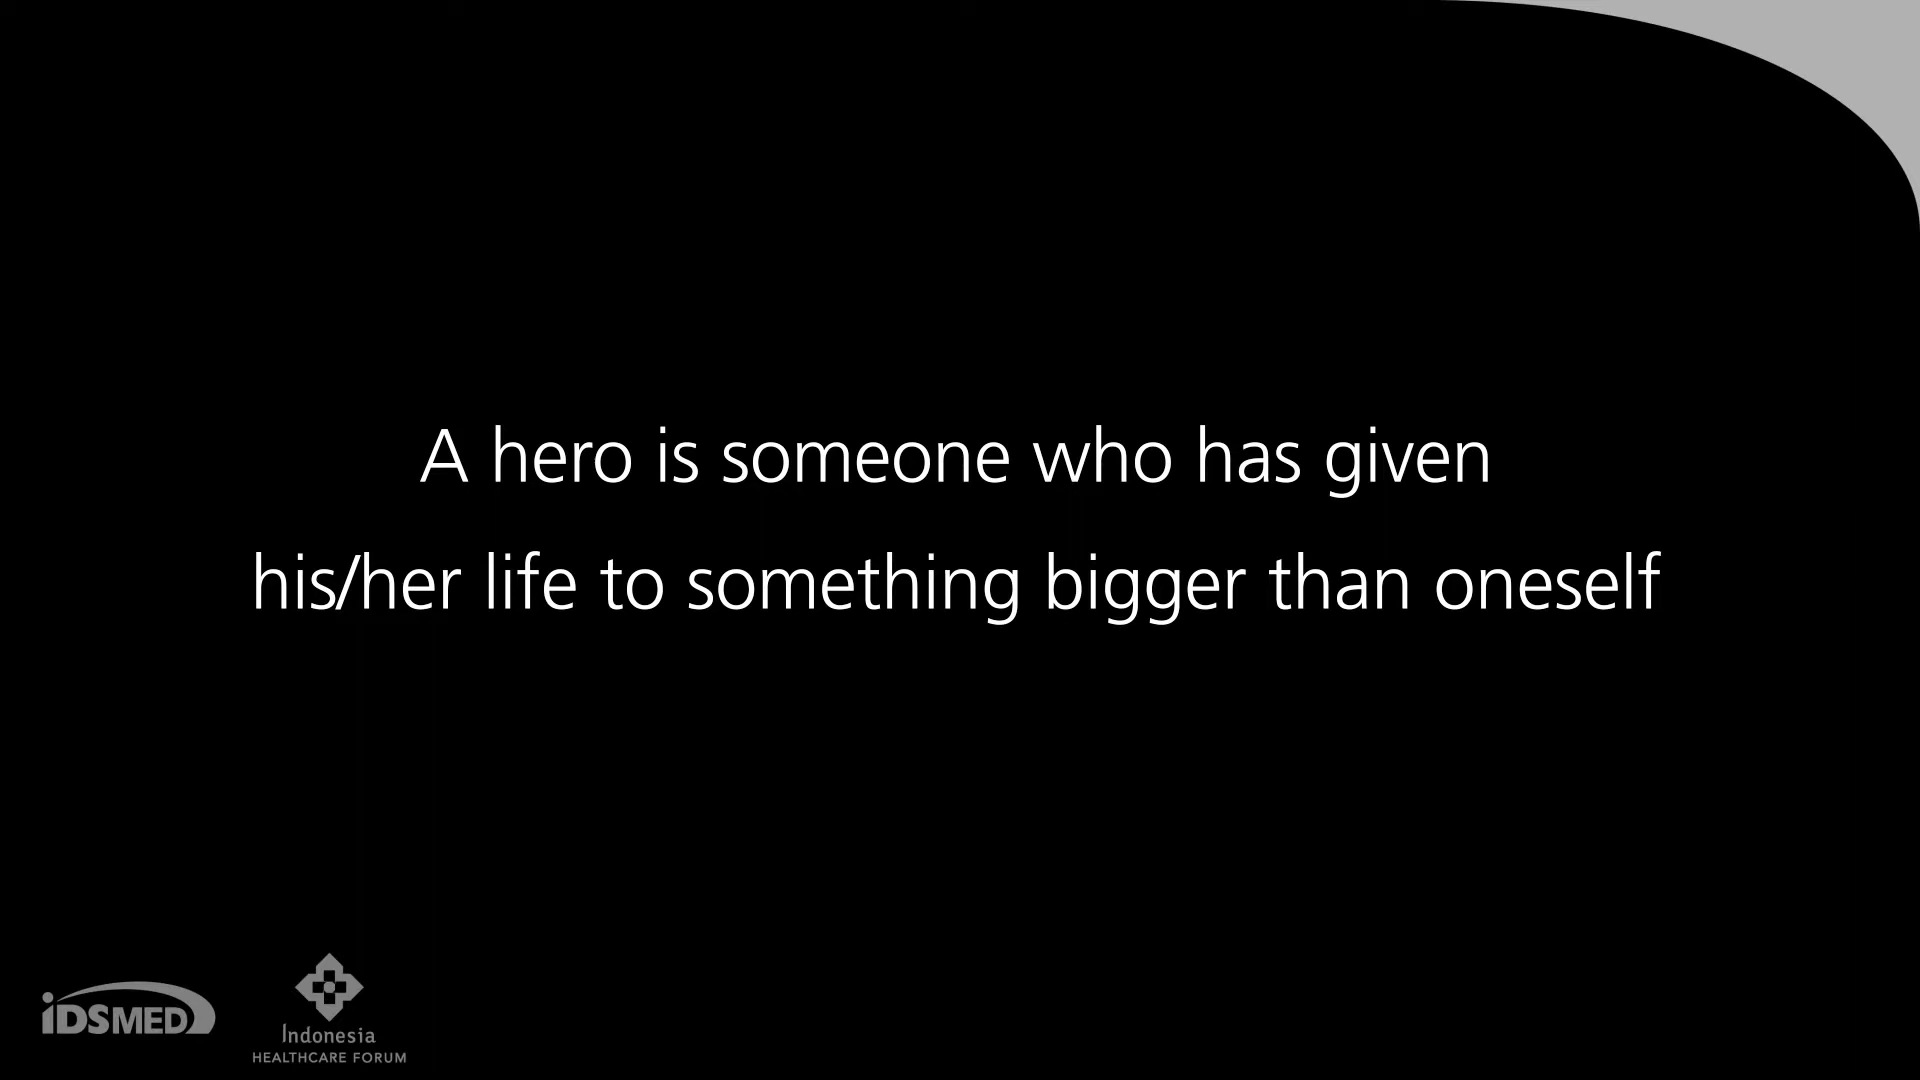 A hero is someone who has given
his/her life to something bigger than oneself
iDSMED
Indonesia
HEALTHCARE FORUM